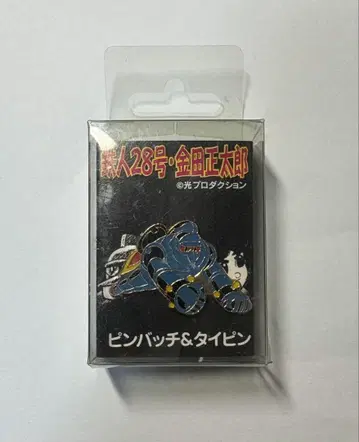 鉄人28号・金田正太郎
©光プロダクション
ピンバッチ&タイピン